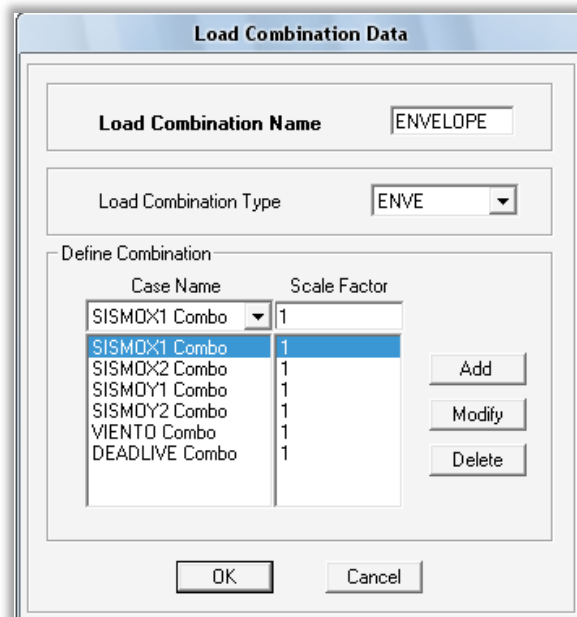 Load Combination Data
Load Combination Name ENVELOPE
Load Combination Type ENVE
Define Combination
Case Name Scale Factor
SISMOX1 Combo 1
SISMOX1 Combo 1
SISMOX2 Combo 1
SISMOY1 Combo 1
SISMOY2 Combo 1
VIENTO Combo 1
DEADLIVE Combo 1
Add
Modify
Delete
OK Cancel